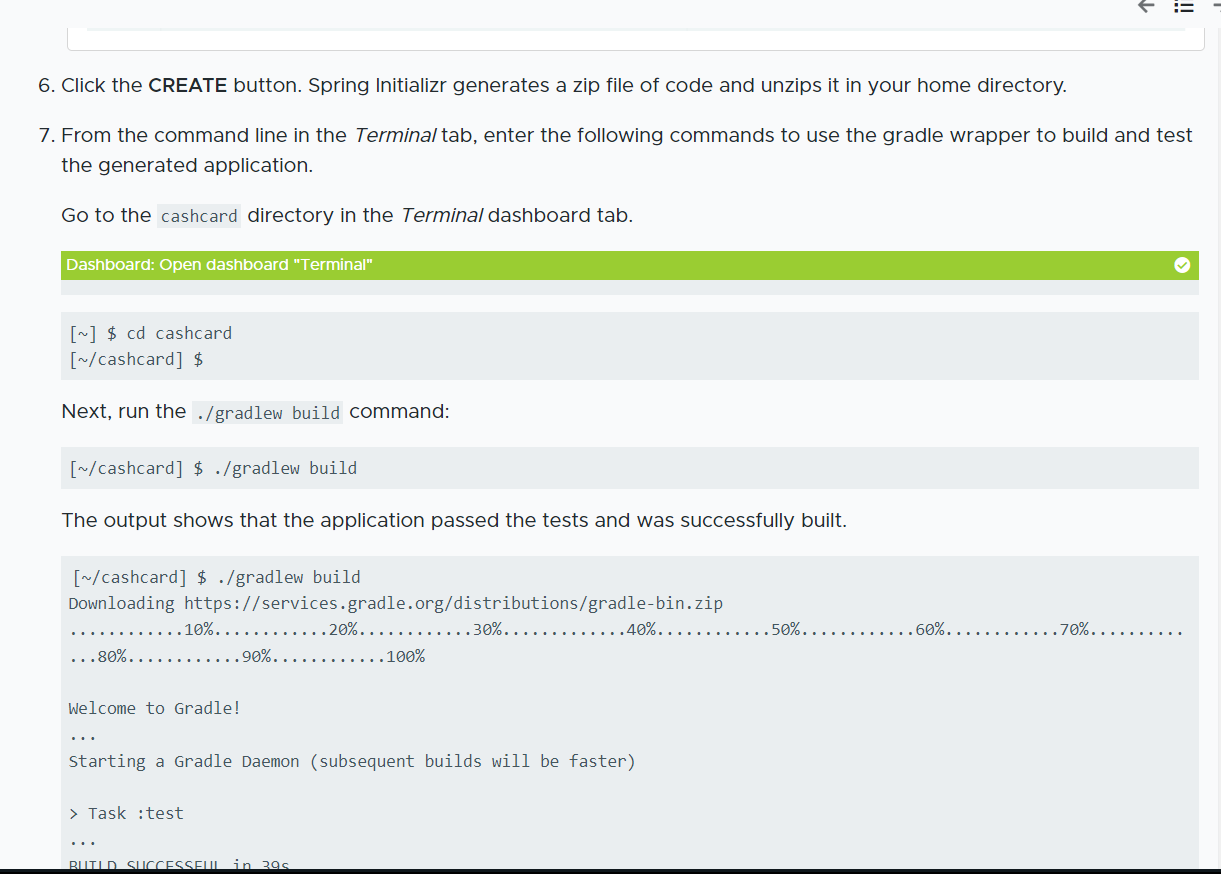 6. Click the CREATE button. Spring Initializr generates a zip file of code and unzips it in your home directory.
7. From the command line in the Terminal tab, enter the following commands to use the gradle wrapper to build and test
the generated application.
Go to the cashcard directory in the Terminal dashboard tab.
Dashboard: Open dashboard "Terminal"
[~] $ cd cashcard
[~/cashcard] $
Next, run the ./gradlew build command:
[~/cashcard] $ ./gradlew build
The output shows that the application passed the tests and was successfully built.
[~/cashcard] $ ./gradlew build
Downloading https://services.gradle.org/distributions/gradle-bin.zip
............10%............20%............30%.............40%............50%............60%............70%..........
...80%............90%............100%
Welcome to Gradle!
...
Starting a Gradle Daemon (subsequent builds will be faster)
> Task :test
...
BUILD SUCCESSFUL in 39s